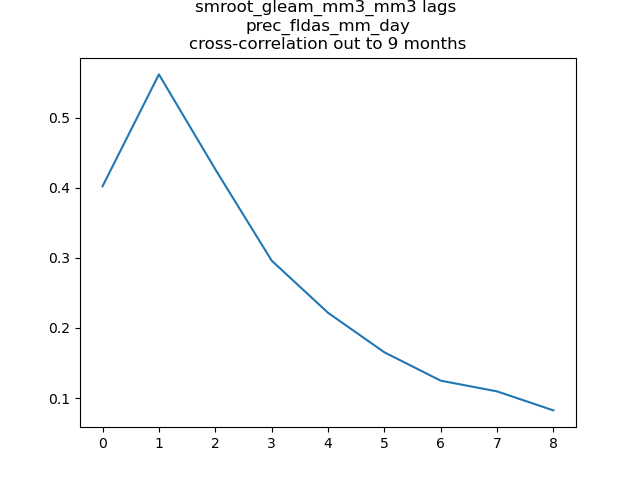 smroot_gleam_mm3_mm3 lags
prec_fldas_mm_day
cross-correlation out to 9 months
0.5
0.4
0.3
0.2
0.1
0 1 2 3 4 5 6 7 8